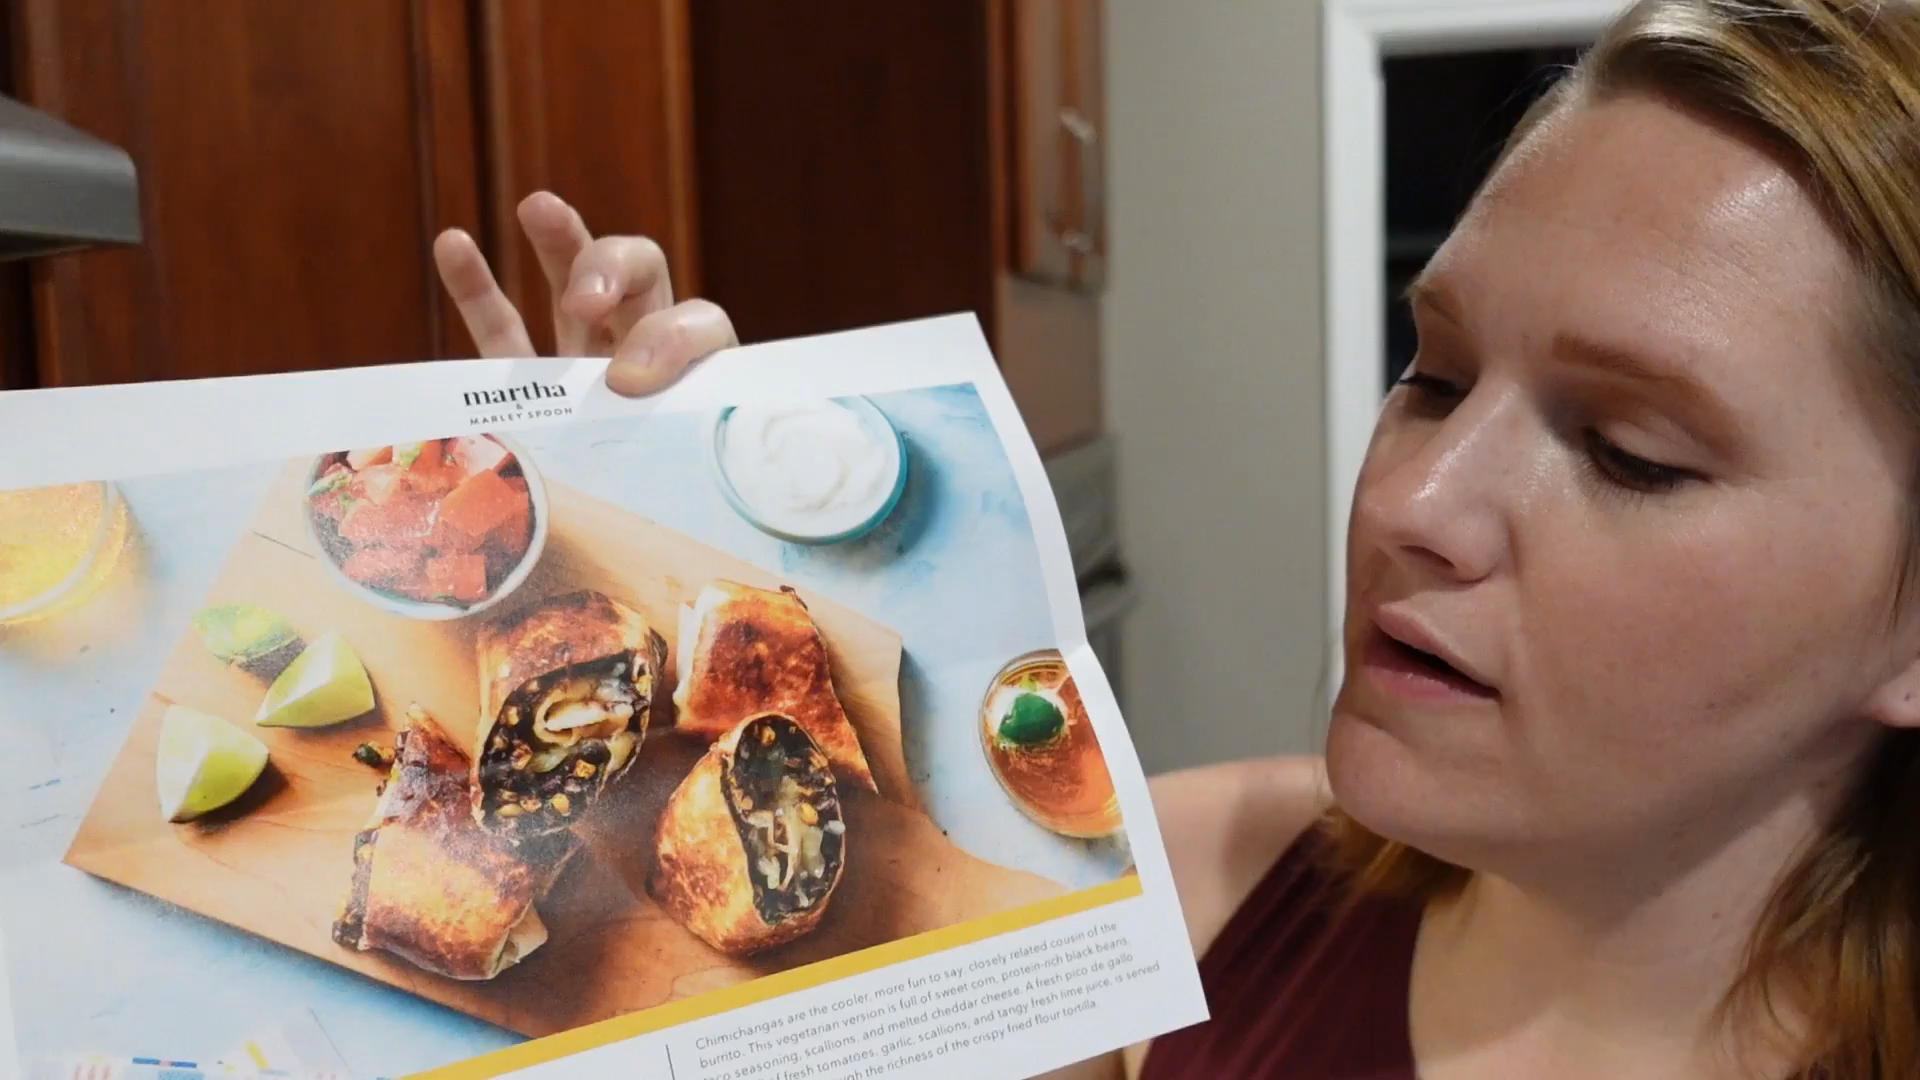 martha
&
MARLEY SPOON
Chimichangas are the cooler, more fun to say, closely related cousin of the
burrito. This vegetarian version is full of sweet corn, protein-rich black beans,
taco seasoning, scallions, and melted cheddar cheese. A fresh pico de gallo
of fresh tomatoes, garlic, scallions, and tangy fresh lime juice, is served
the richness of the crispy fried flour tortilla.